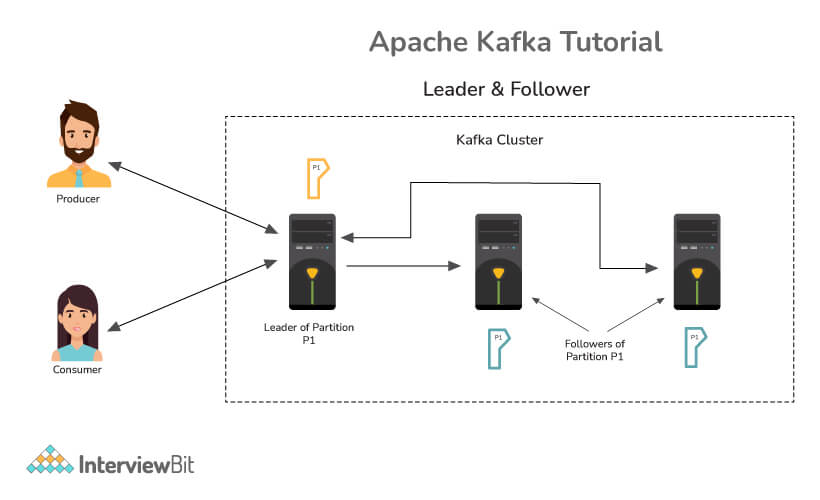 Apache Kafka Tutorial
Leader & Follower
Kafka Cluster
P1
Producer
Leader of Partition
P1
P1
Followers of
Partition P1
P1
Consumer
InterviewBit